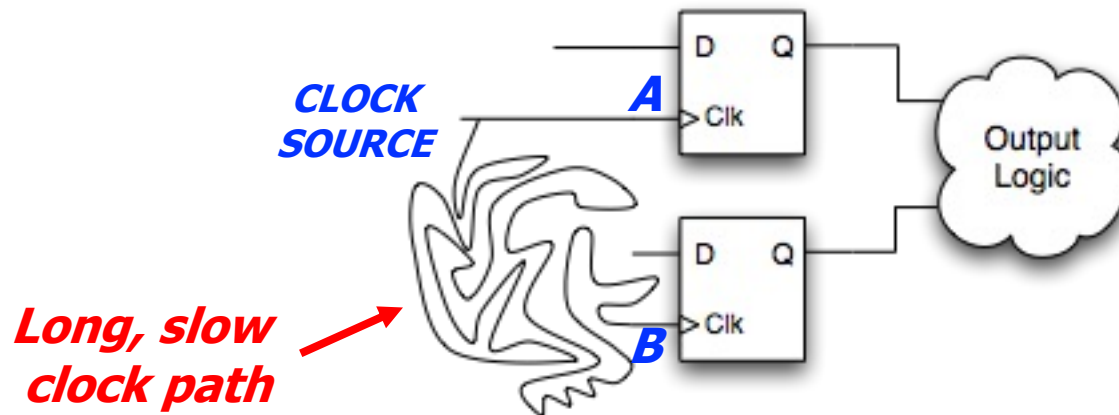 D Q
CLOCK
SOURCE
A
Clk
Output
Logic
D Q
Long, slow
clock path
B
Clk